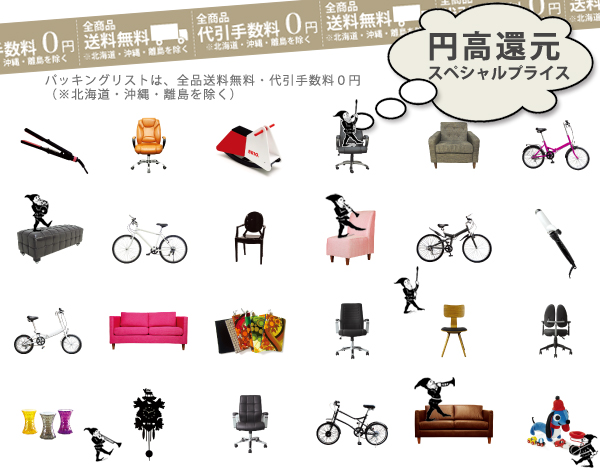 手数料０円
※北海道・沖縄・離島を除く
全商品
送料無料
※北海道・沖縄・離島を除く
全商品
代引手数料０円
※北海道・沖縄・離島を除く
全商品
送料無料
※北海道・沖縄・離島を除く
全商品
円高還元
スペシャルプライス
パッキングリストは、全品送料無料・代引手数料０円
（※北海道・沖縄・離島を除く）